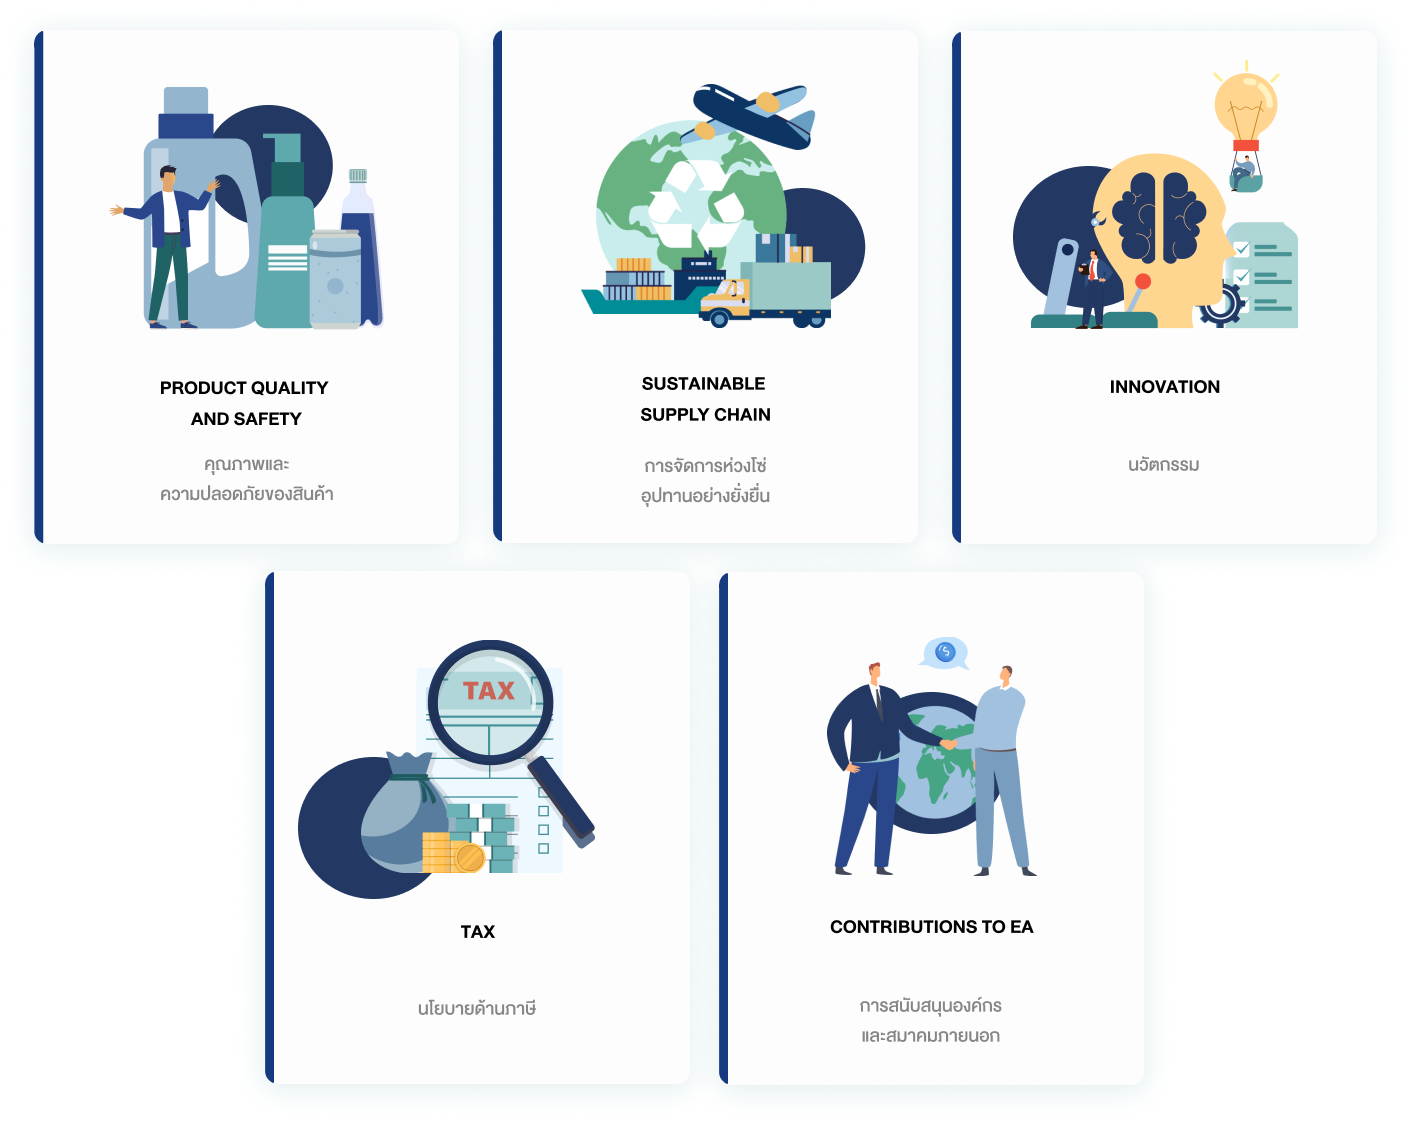 PRODUCT QUALITY
AND SAFETY
คุณภาพและ
ความปลอดภัยของสินค้า
SUSTAINABLE
SUPPLY CHAIN
การจัดการห่วงโซ่
อุปทานอย่างยั่งยื่น
INNOVATION
นวัตกรรม
TAX
TAX
นโยบายด้านภาษี
$
CONTRIBUTIONS TO EA
การสนับสนุนองค์กร
และสมาคมภายนอก